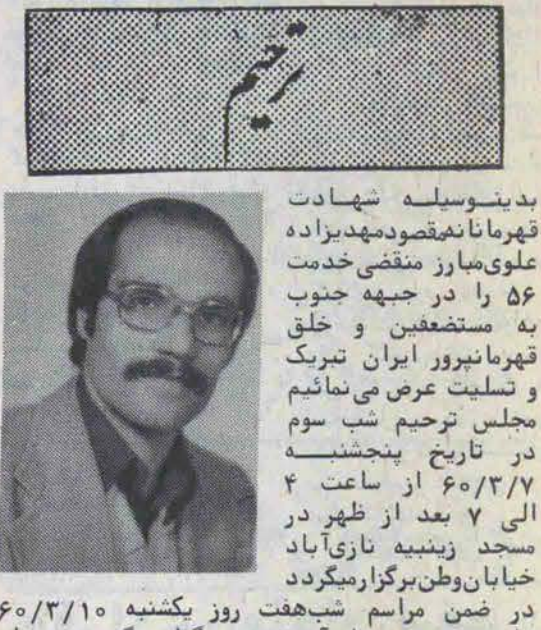 ترحیم
بدینوسیله شهادت
قهرمانانه مقصود مهدیزاده
علوی مبارز منقضی خدمت
۵۶ را در جبهه جنوب
به مستضعفین و خلق
قهرمانپرور ایران تبریک
و تسلیت عرض می‌نمائیم
مجلس ترحیم شب سوم
در تاریخ پنجشنبه
۶۰/۳/۷ از ساعت ۴
الی ۷ بعد از ظهر در
مسجد زینبیه نازی‌آباد
خیابان وطن برگزار میگردد
در ضمن مراسم شب‌هفت روز یکشنبه ۶۰/۳/۱۰